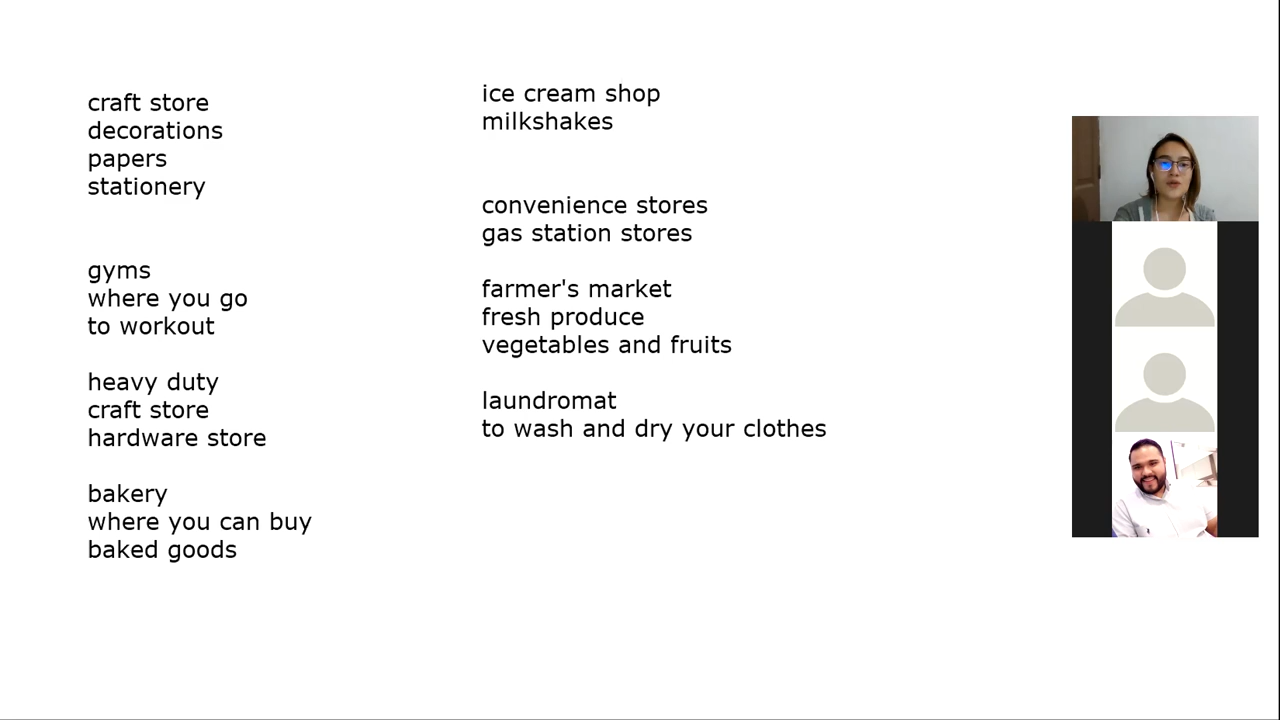 craft store
decorations
papers
stationery
gyms
where you go
to workout
heavy duty
craft store
hardware store
bakery
where you can buy
baked goods
ice cream shop
milkshakes
convenience stores
gas station stores
farmer's market
fresh produce
vegetables and fruits
laundromat
to wash and dry your clothes